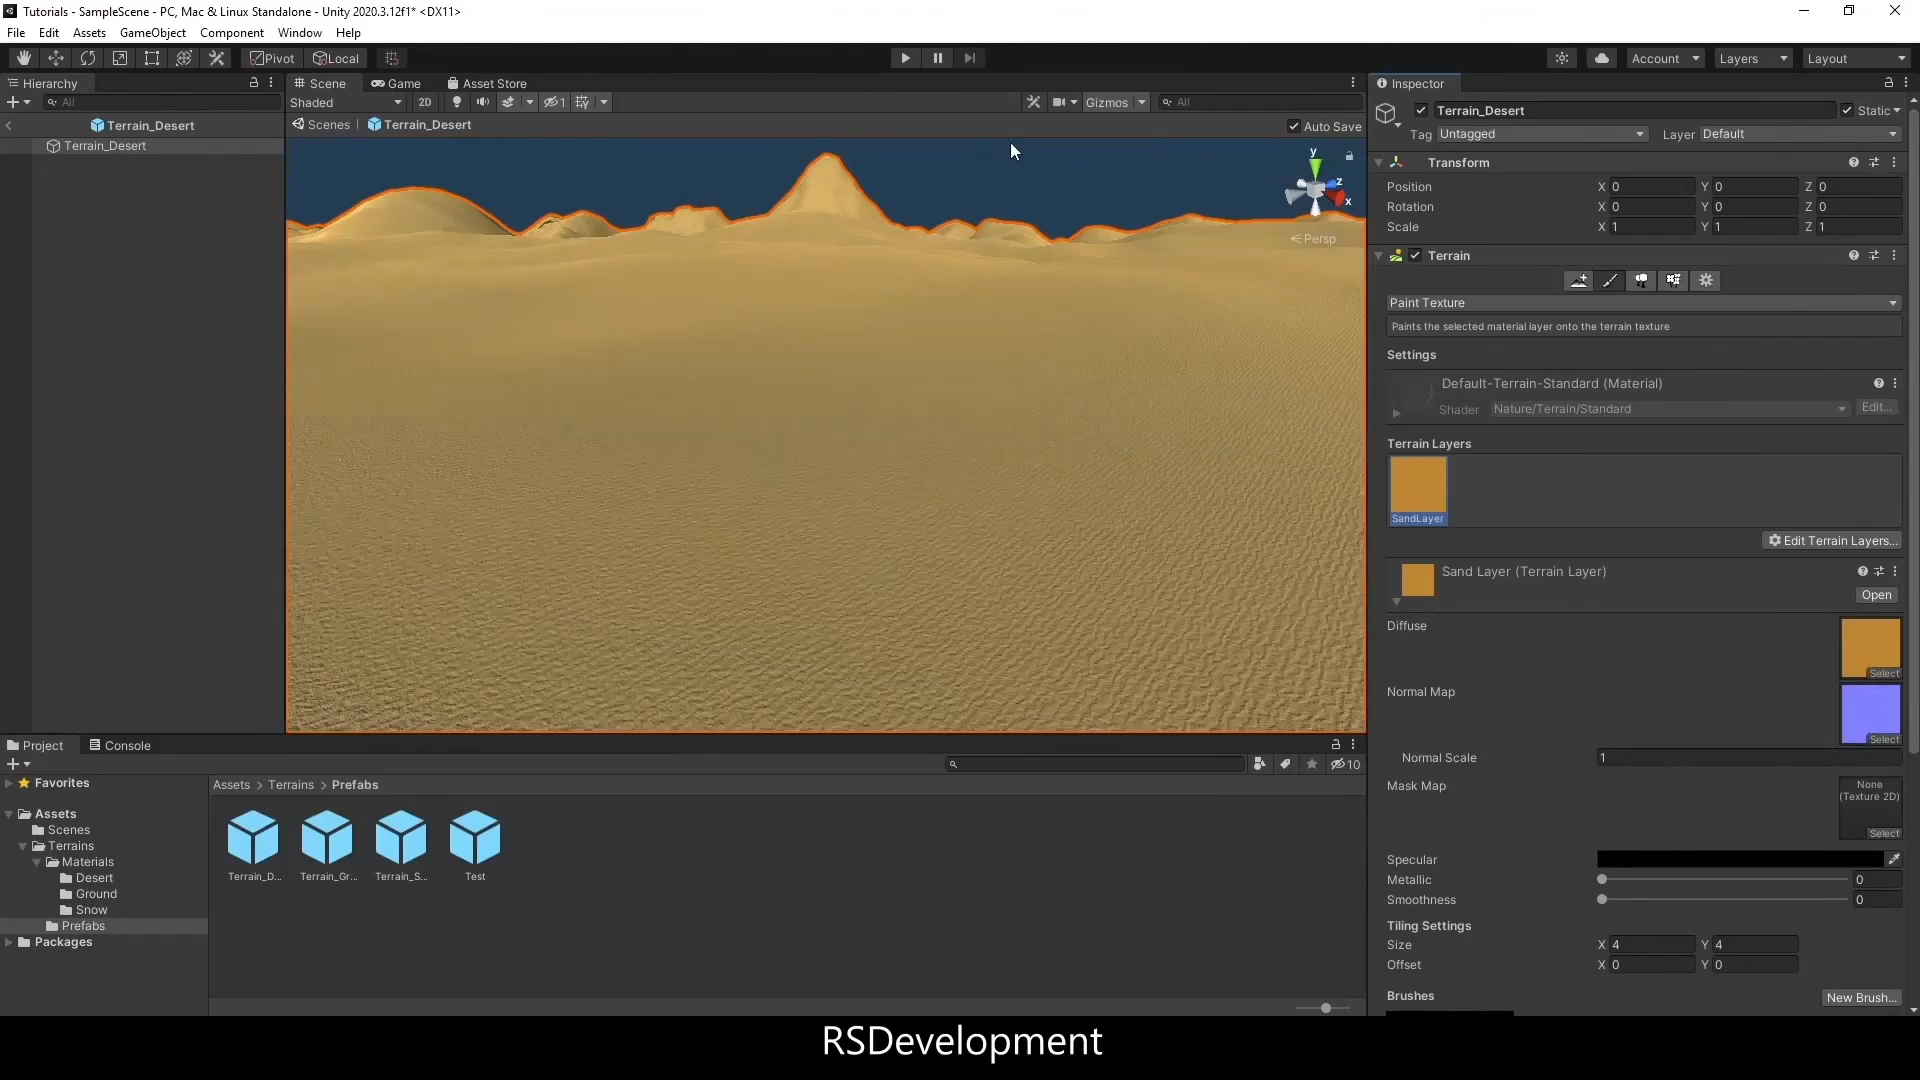 Tutorials - SampleScene - PC, Mac & Linux Standalone - Unity 2020.3.12f1* <DX11>
File Edit Assets GameObject Component Window Help
Pivot Local Account Layers Layout
Hierarchy
All
Terrain_Desert
Terrain_Desert
Scene Game Asset Store
Shaded 2D 1 Gizmos All
Scenes Terrain_Desert Auto Save
y
z
x
Persp
Inspector
Terrain_Desert Static
Tag Untagged Layer Default
Transform
Position X 0 Y 0 Z 0
Rotation X 0 Y 0 Z 0
Scale X 1 Y 1 Z 1
Terrain
Paint Texture
Paints the selected material layer onto the terrain texture
Settings
Default-Terrain-Standard (Material)
Shader Nature/Terrain/Standard Edit...
Terrain Layers
SandLayer
Edit Terrain Layers...
Sand Layer (Terrain Layer)
Open
Diffuse
Select
Normal Map
Select
Normal Scale 1
Mask Map None
(Texture 2D)
Select
Specular
Metallic 0
Smoothness 0
Tiling Settings
Size X 4 Y 4
Offset X 0 Y 0
Brushes New Brush...
Project Console
10
Favorites
Assets
Scenes
Terrains
Materials
Desert
Ground
Snow
Prefabs
Packages
Assets > Terrains > Prefabs
Terrain_D... Terrain_Gr... Terrain_S... Test
RSDevelopment